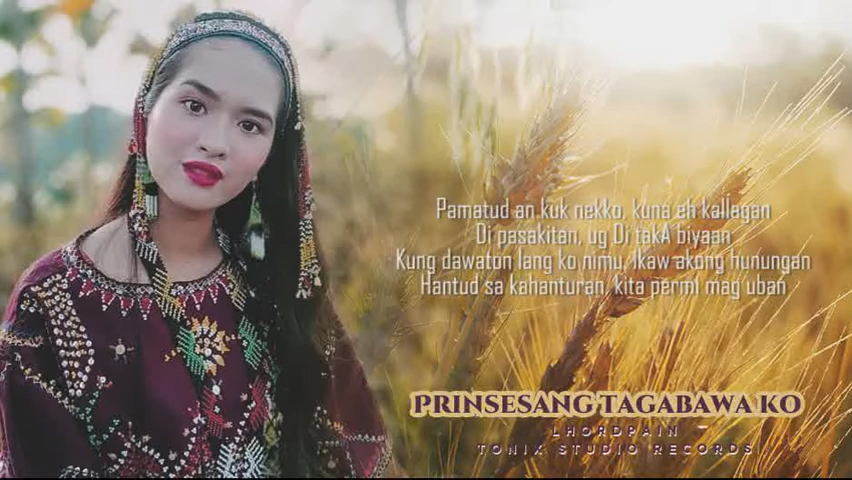 Pamatud an kuk nekko, kuna ah kallagan
Di pasakitan, ug Di takA biyaan
Kung dawaton lang ko nimu, Ikaw akong hunungan
Hantud sa kahanturan, kita permi mag uban
PRINSESANG TAGABAWA KO
LHORDPAIN
TONIX STUDIO RECORDS